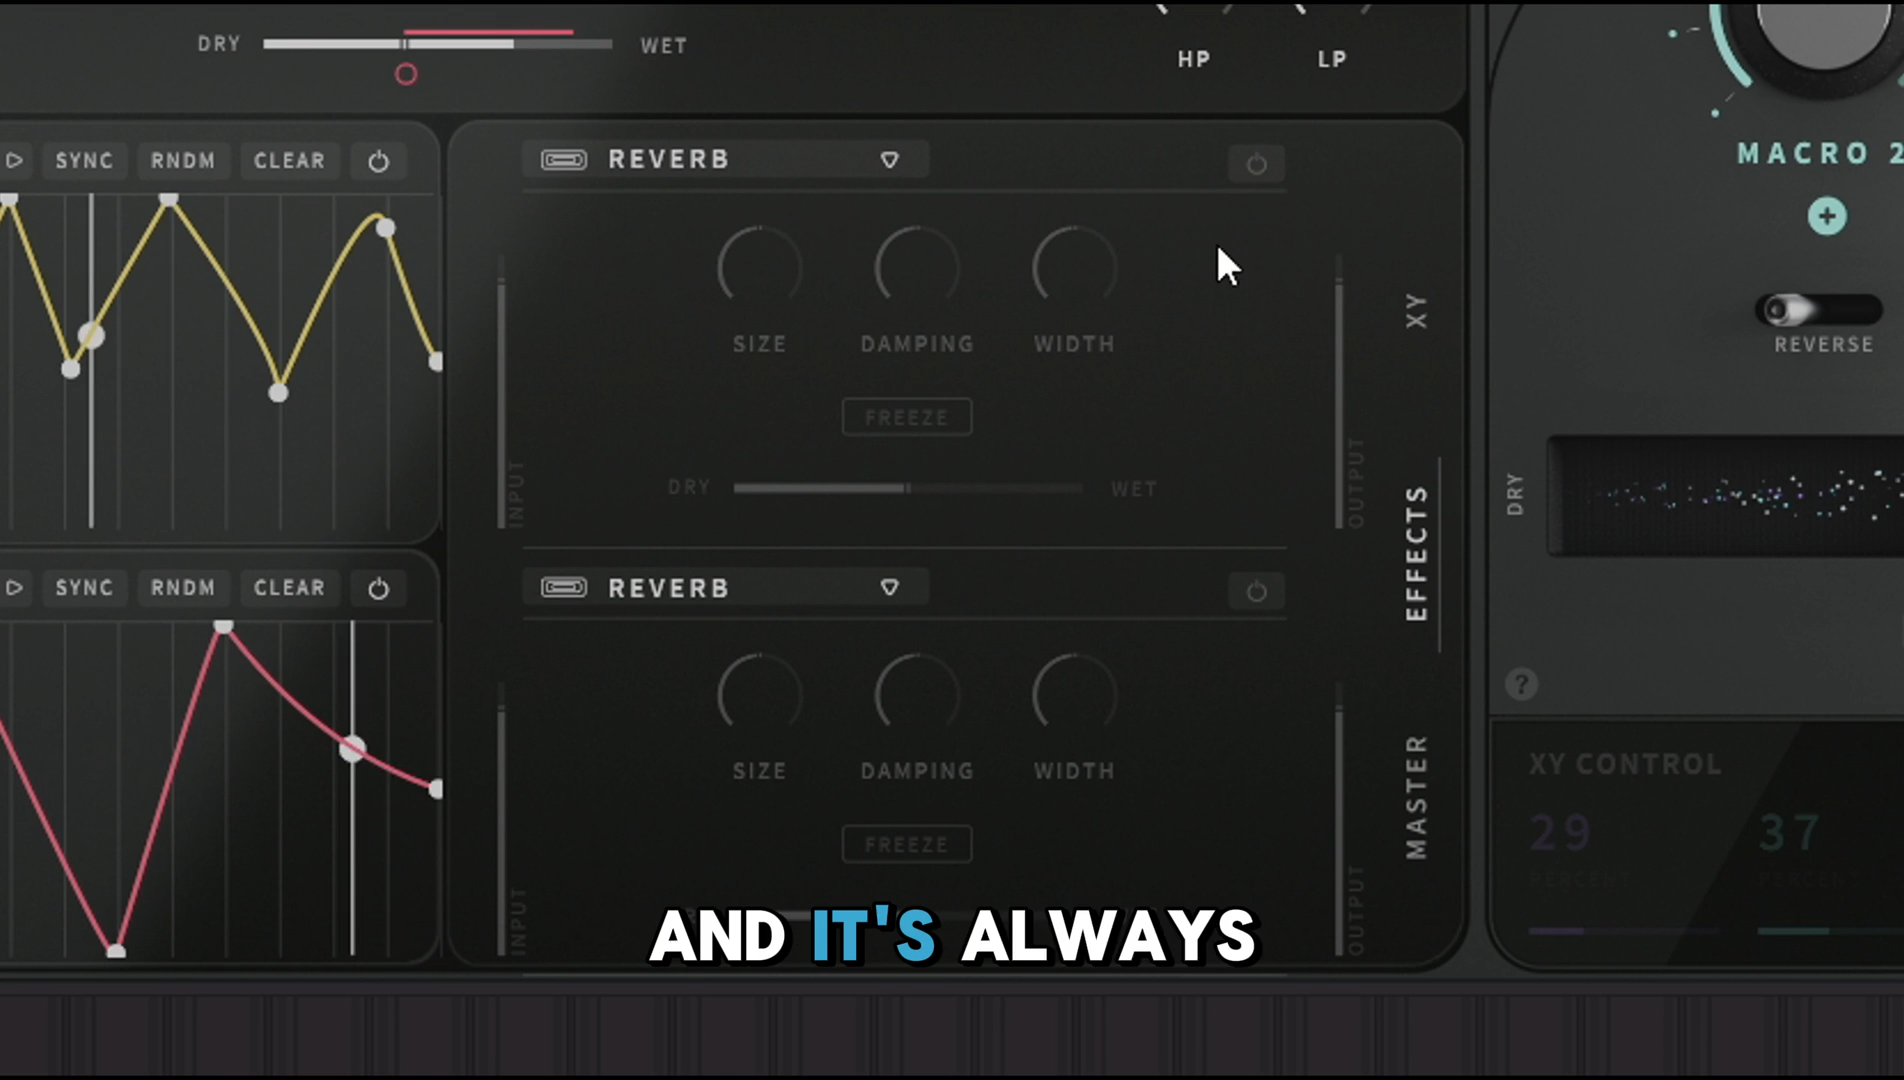 DRY WET
HP LP
SYNC RNDM CLEAR
REVERB
MACRO 2
SIZE DAMPING WIDTH
XY
REVERSE
FREEZE
DRY WET
INPUT
OUTPUT
EFFECTS
DRY
SYNC RNDM CLEAR
REVERB
?
SIZE DAMPING WIDTH
MASTER
XY CONTROL
29 37
PERCENT PERCENT
FREEZE
INPUT
OUTPUT
AND IT'S ALWAYS